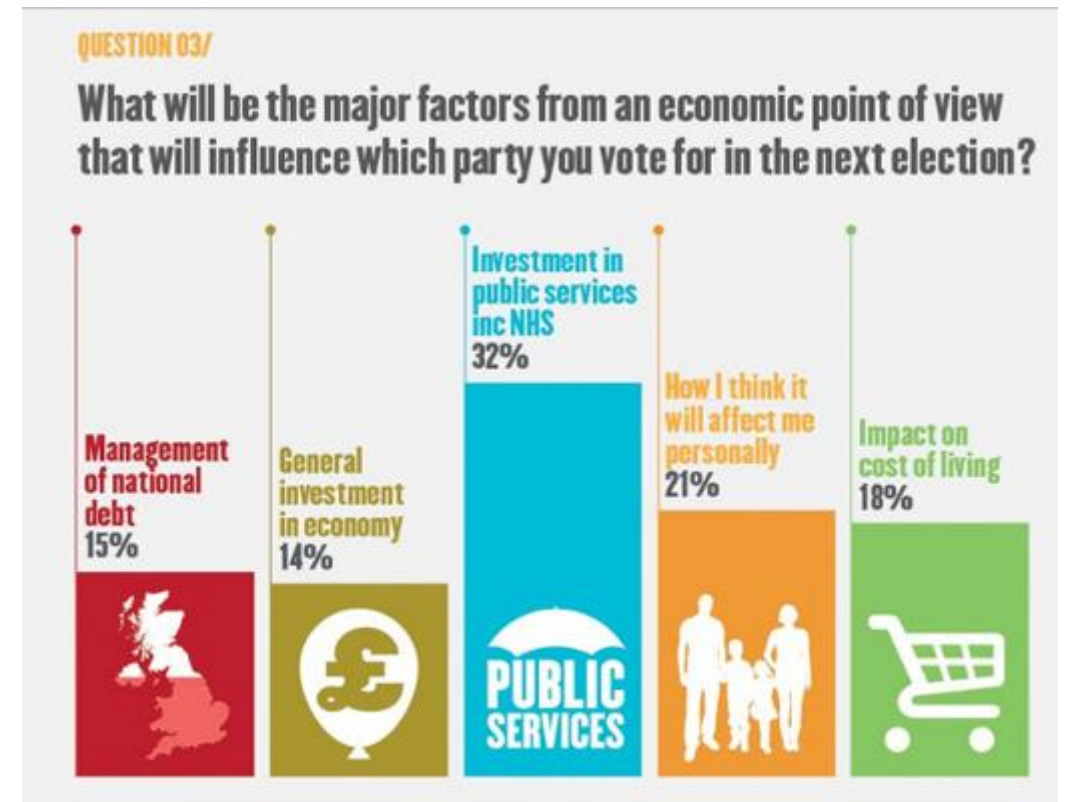 QUESTION 03/
What will be the major factors from an economic point of view
that will influence which party you vote for in the next election?
Management
of national
debt
15%
General
investment
in economy
14%
£
Investment in
public services
inc NHS
32%
PUBLIC
SERVICES
How I think it
will affect me
personally
21%
Impact on
cost of living
18%